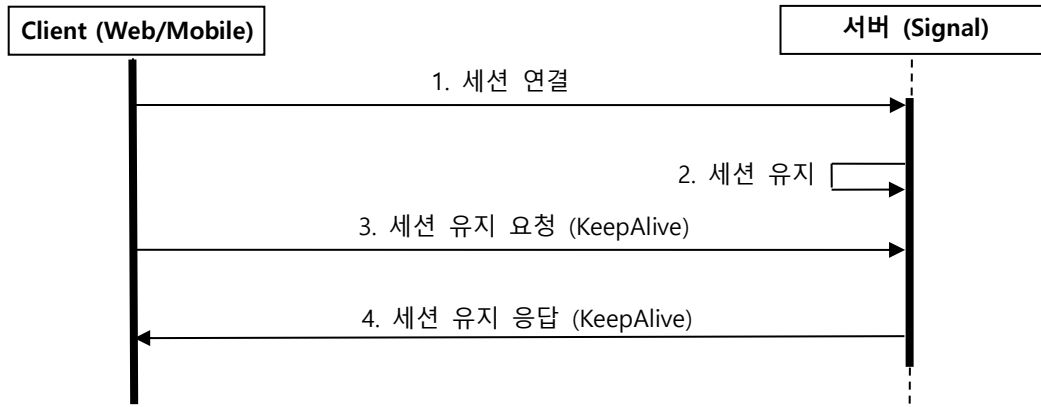 Client (Web/Mobile)
서버 (Signal)
1. 세션 연결
2. 세션 유지
3. 세션 유지 요청 (KeepAlive)
4. 세션 유지 응답 (KeepAlive)